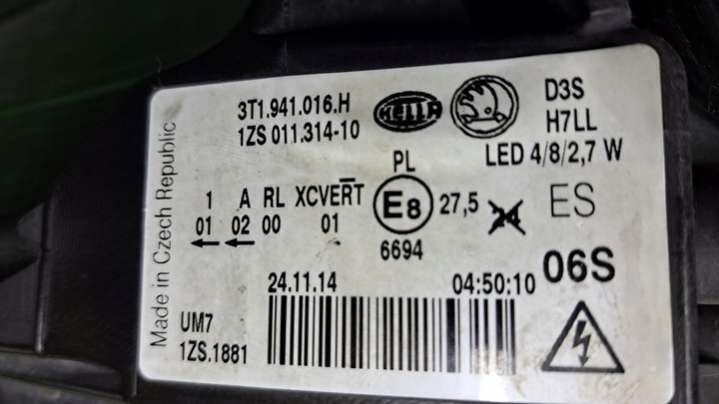 3T1.941.016.H
1ZS 011.314-10
HELLA
D3S
H7LL
LED 4/8/2,7 W
PL
1 A RL XCVERT
01 02 00 01
E8
6694
27,5
24
ES
06S
24.11.14 04:50:10
UM7
1ZS.1881
Made in Czech Republic